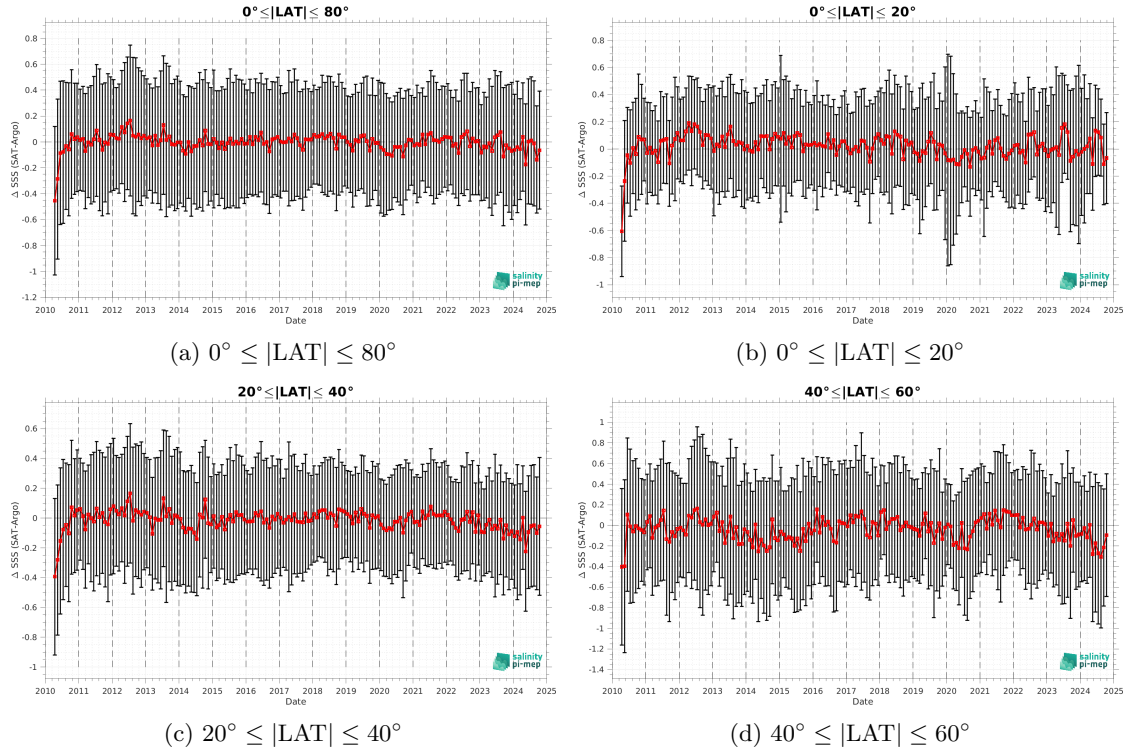 0°≤|LAT|≤ 80°
Δ SSS (SAT-Argo)
0.8
0.6
0.4
0.2
0
-0.2
-0.4
-0.6
-0.8
-1
-1.2
2010 2011 2012 2013 2014 2015 2016 2017 2018 2019 2020 2021 2022 2023 2024 2025
Date
salinity
pi-mep
(a) 0° ≤ |LAT| ≤ 80°
0°≤|LAT|≤ 20°
Δ SSS (SAT-Argo)
0.8
0.6
0.4
0.2
0
-0.2
-0.4
-0.6
-0.8
-1
2010 2011 2012 2013 2014 2015 2016 2017 2018 2019 2020 2021 2022 2023 2024 2025
Date
salinity
pi-mep
(b) 0° ≤ |LAT| ≤ 20°
20°≤|LAT|≤ 40°
Δ SSS (SAT-Argo)
0.6
0.4
0.2
0
-0.2
-0.4
-0.6
-0.8
-1
2010 2011 2012 2013 2014 2015 2016 2017 2018 2019 2020 2021 2022 2023 2024 2025
Date
salinity
pi-mep
(c) 20° ≤ |LAT| ≤ 40°
40°≤|LAT|≤ 60°
Δ SSS (SAT-Argo)
1
0.8
0.6
0.4
0.2
0
-0.2
-0.4
-0.6
-0.8
-1
-1.2
-1.4
2010 2011 2012 2013 2014 2015 2016 2017 2018 2019 2020 2021 2022 2023 2024 2025
Date
salinity
pi-mep
(d) 40° ≤ |LAT| ≤ 60°